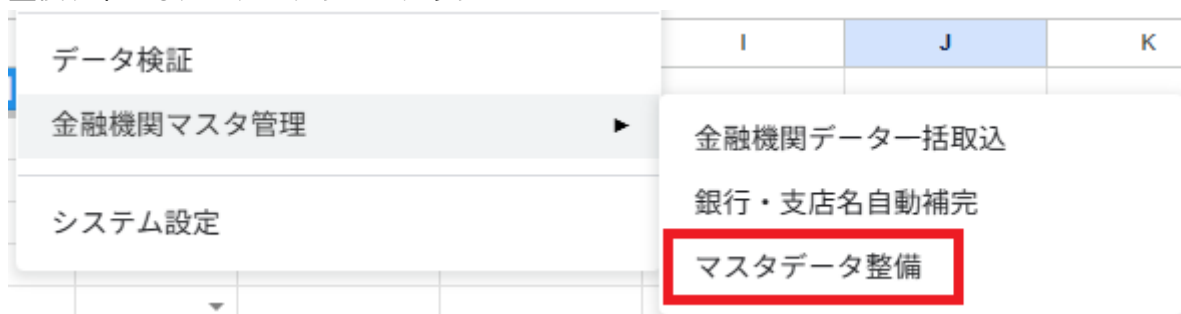 I J K
データ検証
金融機関マスタ管理
金融機関データ一括取込
銀行・支店名自動補完
システム設定
マスタデータ整備